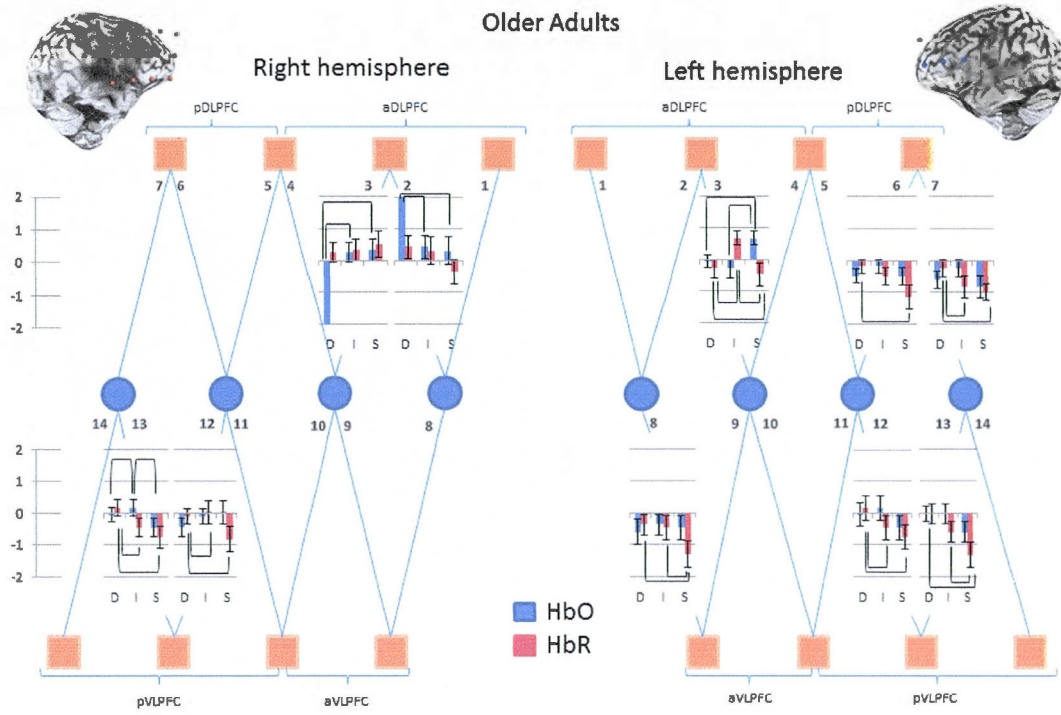 Older Adults
Right hemisphere Left hemisphere
pDLPFC aDLPFC aDLPFC pDLPFC
7 6 5 4 3 2 1 1 2 3 4 5 6 7
2
1
0
-1
-2
D I S D I S D I S D I S D I S
14 13 12 11 10 9 8 8 9 10 11 12 13 14
2
1
0
-1
-2
D I S D I S D I S D I S D I S
HbO
HbR
pVLPFC aVLPFC aVLPFC pVLPFC